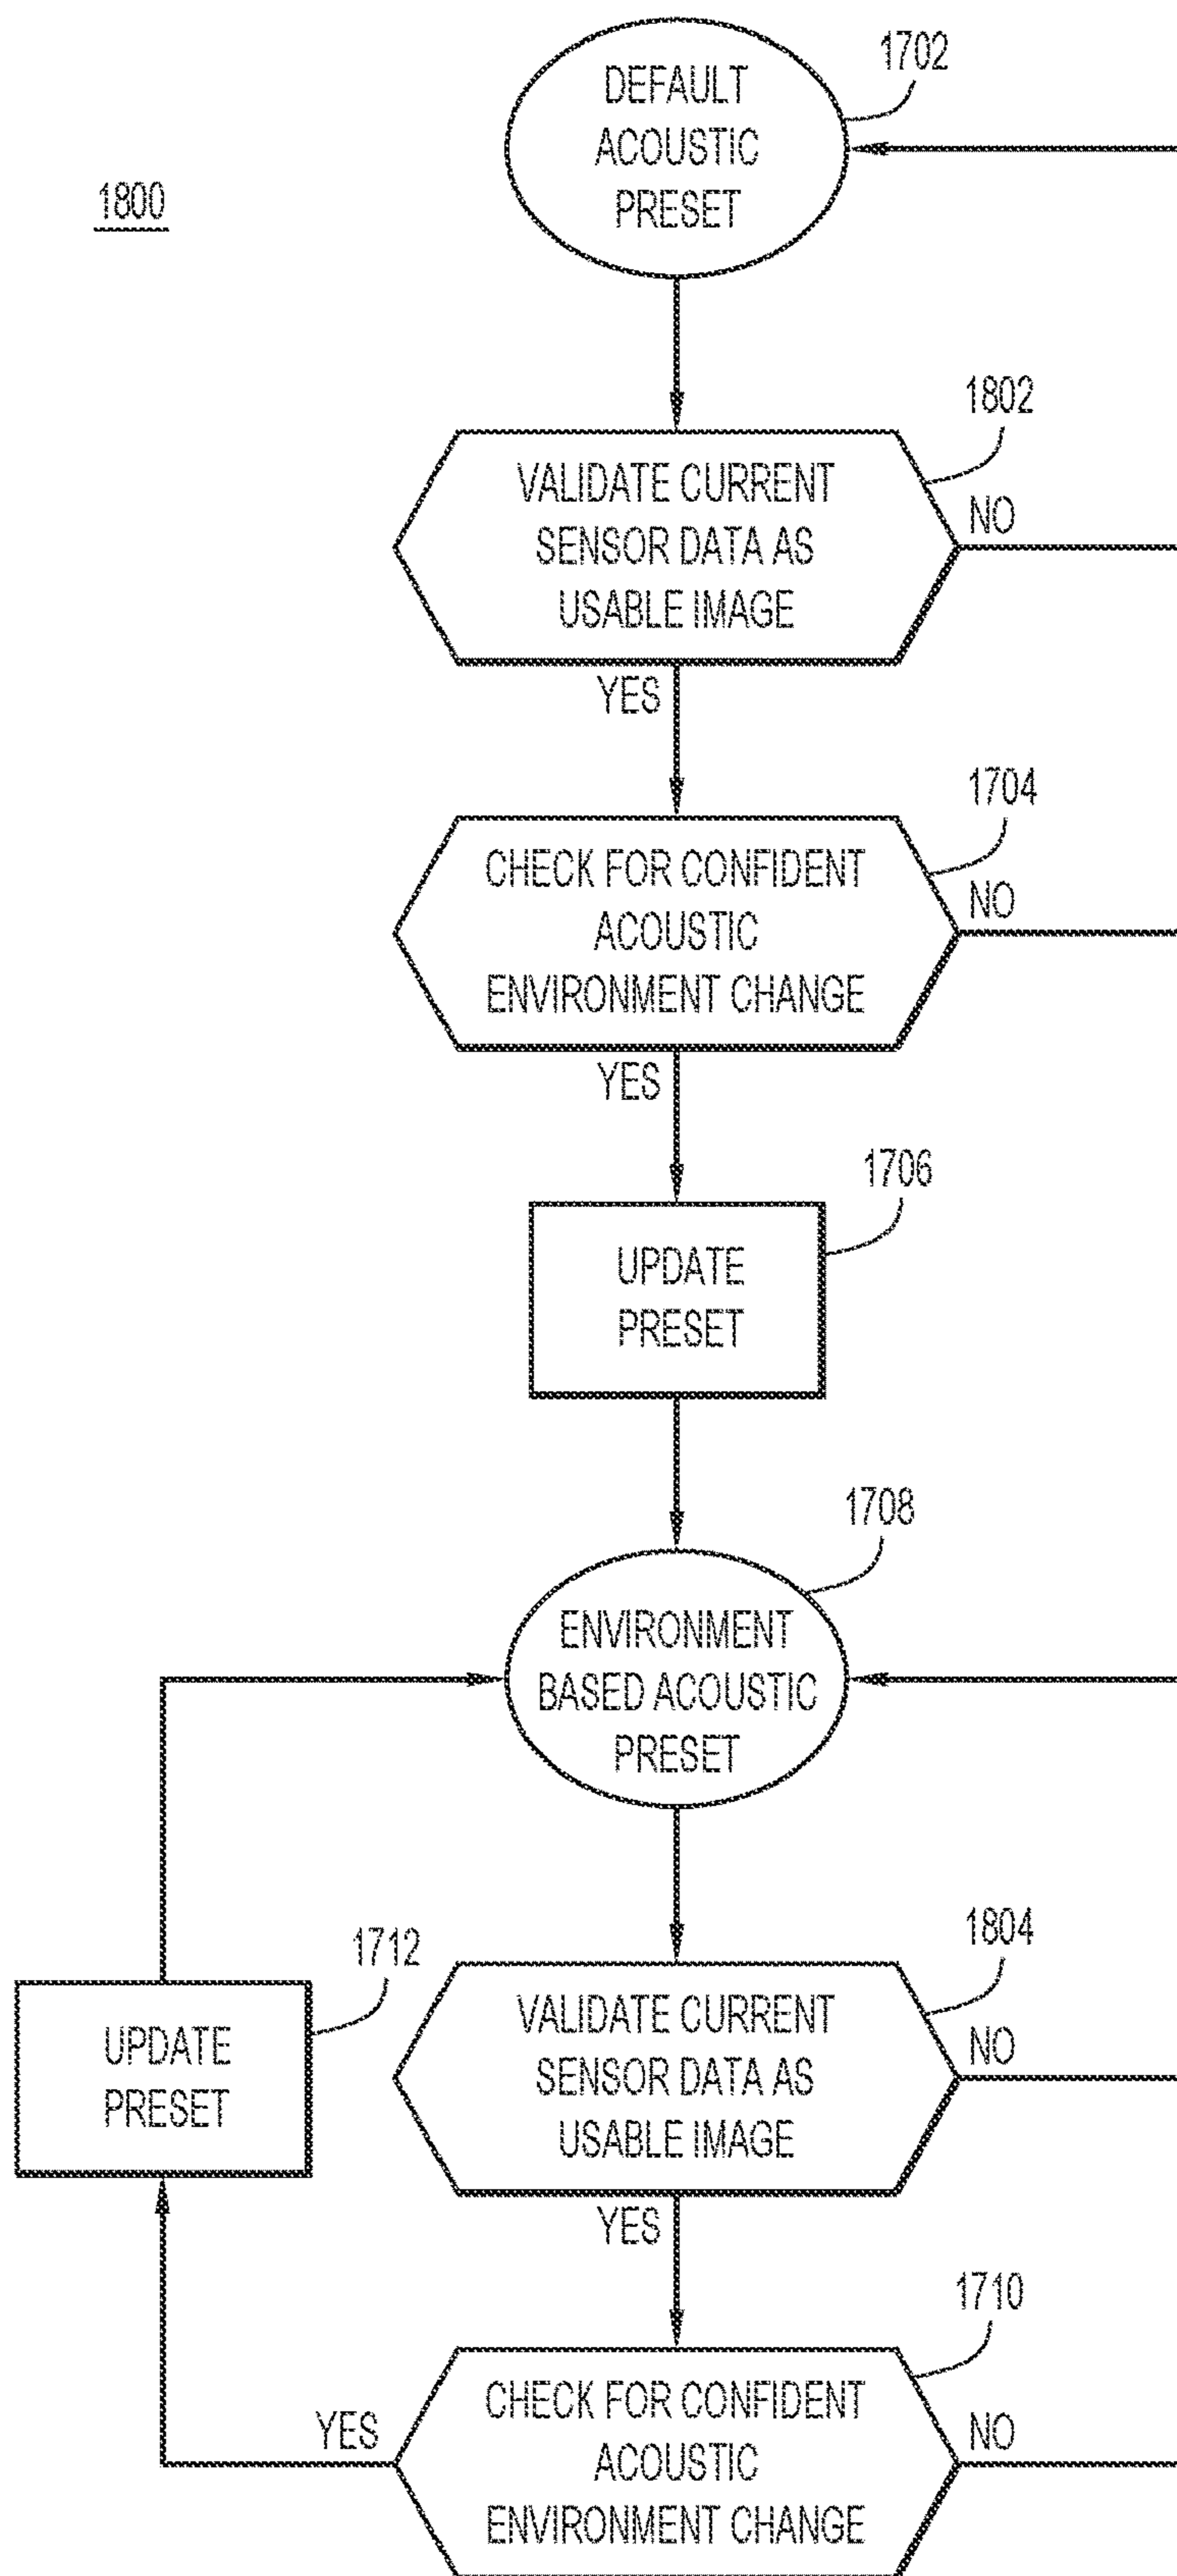 1800
1702
DEFAULT
ACOUSTIC
PRESET
1802
VALIDATE CURRENT
SENSOR DATA AS
USABLE IMAGE
NO
YES
1704
CHECK FOR CONFIDENT
ACOUSTIC
ENVIRONMENT CHANGE
NO
YES
1706
UPDATE
PRESET
1708
ENVIRONMENT
BASED ACOUSTIC
PRESET
1712
UPDATE
PRESET
1804
VALIDATE CURRENT
SENSOR DATA AS
USABLE IMAGE
NO
YES
1710
CHECK FOR CONFIDENT
ACOUSTIC
ENVIRONMENT CHANGE
YES
NO